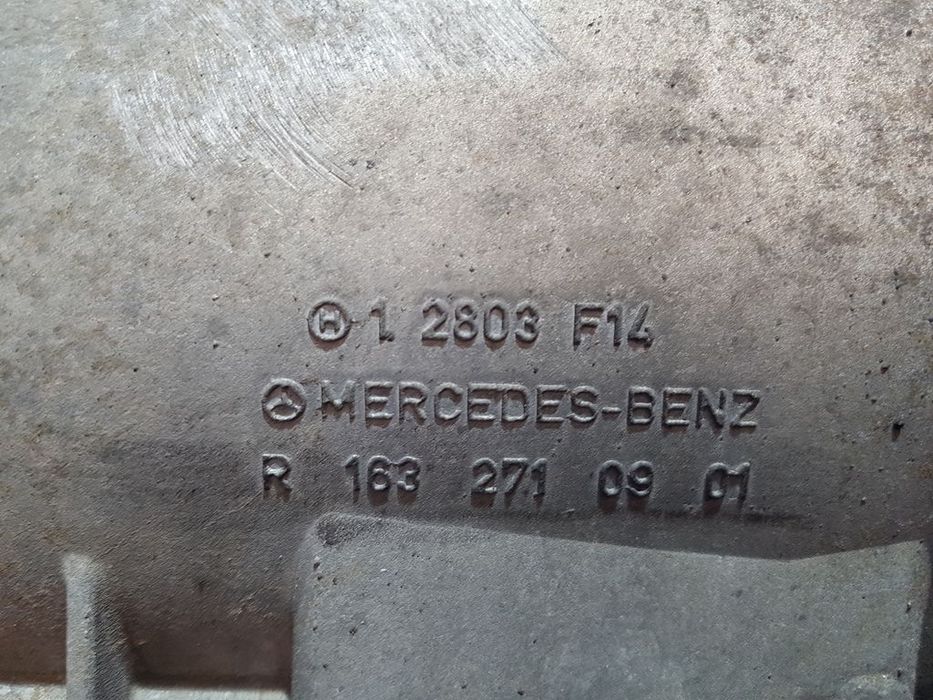 H 1. 2803 F14
MERCEDES-BENZ
R 163 271 09 01